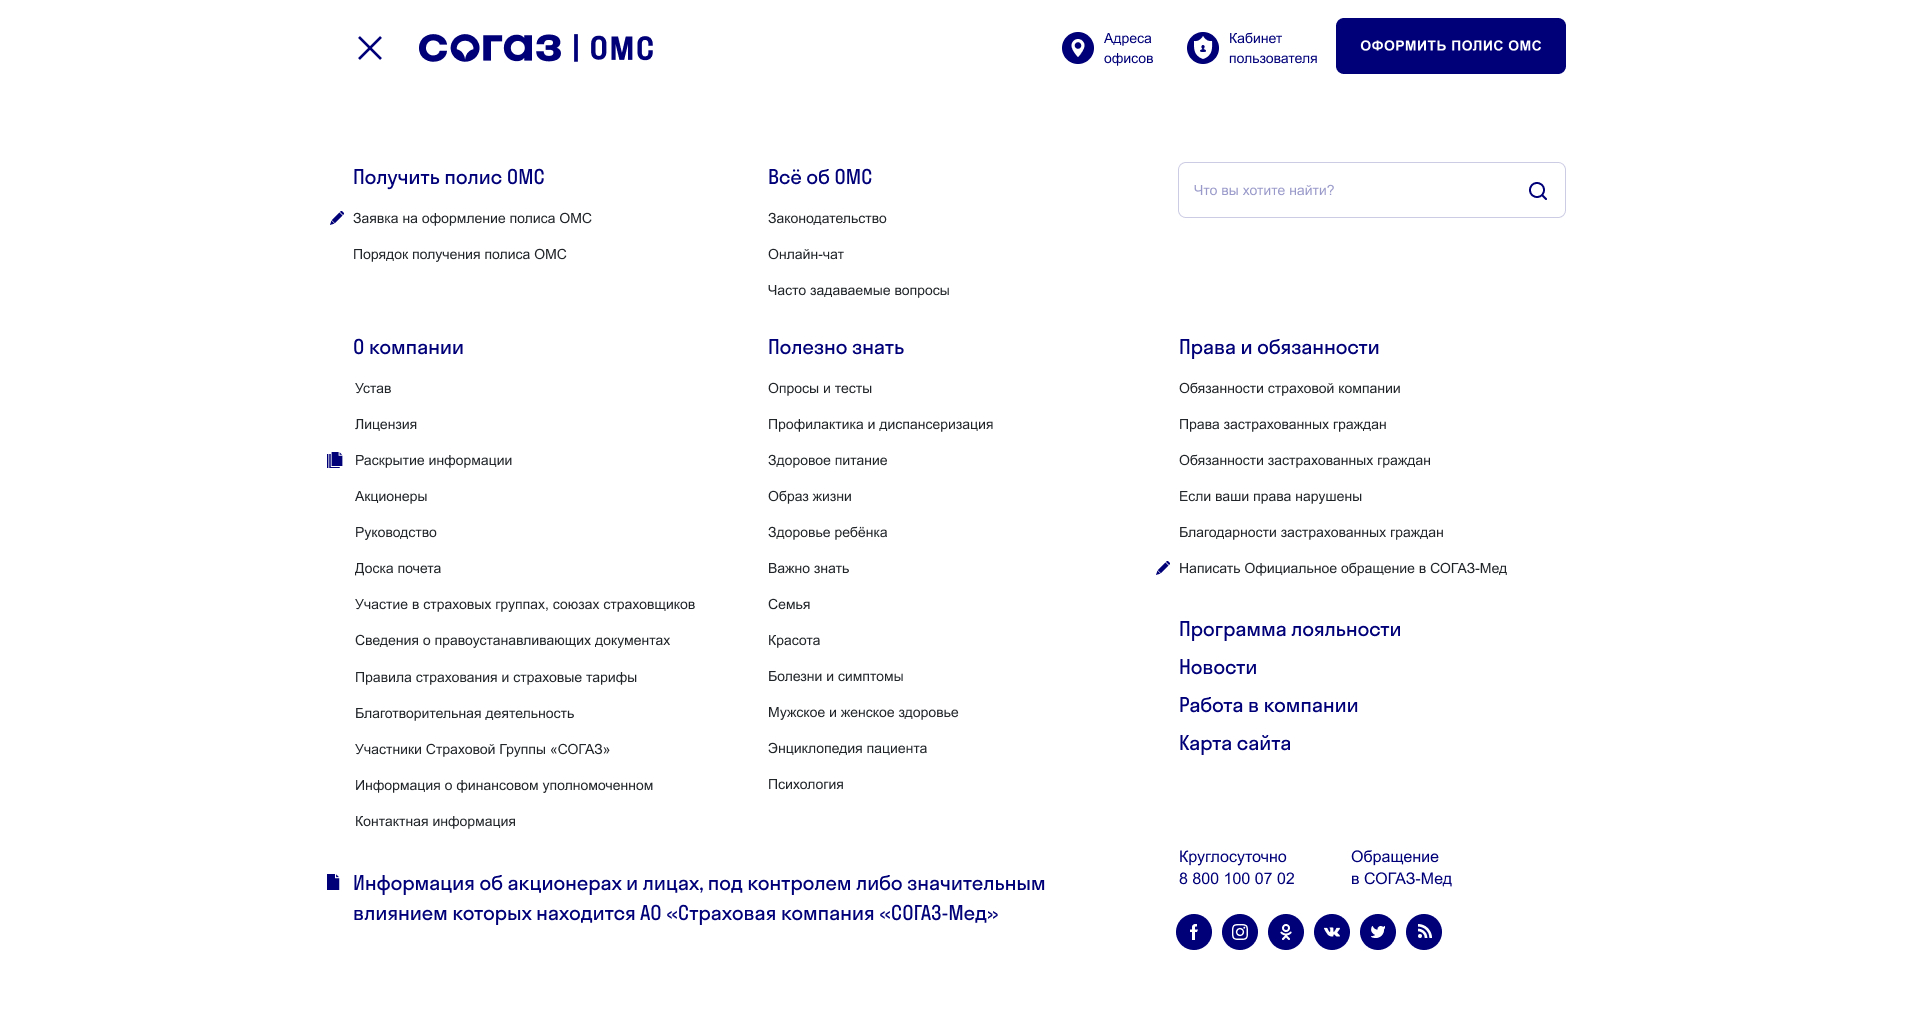 согаз | ОМС
Адреса
офисов
Кабинет
пользователя
ОФОРМИТЬ ПОЛИС ОМС
Получить полис ОМС
Заявка на оформление полиса ОМС
Порядок получения полиса ОМС
Всё об ОМС
Законодательство
Онлайн-чат
Часто задаваемые вопросы
Что вы хотите найти?
О компании
Устав
Лицензия
Раскрытие информации
Акционеры
Руководство
Доска почета
Участие в страховых группах, союзах страховщиков
Сведения о правоустанавливающих документах
Правила страхования и страховые тарифы
Благотворительная деятельность
Участники Страховой Группы «СОГАЗ»
Информация о финансовом уполномоченном
Контактная информация
Полезно знать
Опросы и тесты
Профилактика и диспансеризация
Здоровое питание
Образ жизни
Здоровье ребёнка
Важно знать
Семья
Красота
Болезни и симптомы
Мужское и женское здоровье
Энциклопедия пациента
Психология
Права и обязанности
Обязанности страховой компании
Права застрахованных граждан
Обязанности застрахованных граждан
Если ваши права нарушены
Благодарности застрахованных граждан
Написать Официальное обращение в СОГАЗ-Мед
Программа лояльности
Новости
Работа в компании
Карта сайта
Информация об акционерах и лицах, под контролем либо значительным
влиянием которых находится АО «Страховая компания «СОГАЗ-Мед»
Круглосуточно
8 800 100 07 02
Обращение
в СОГАЗ-Мед